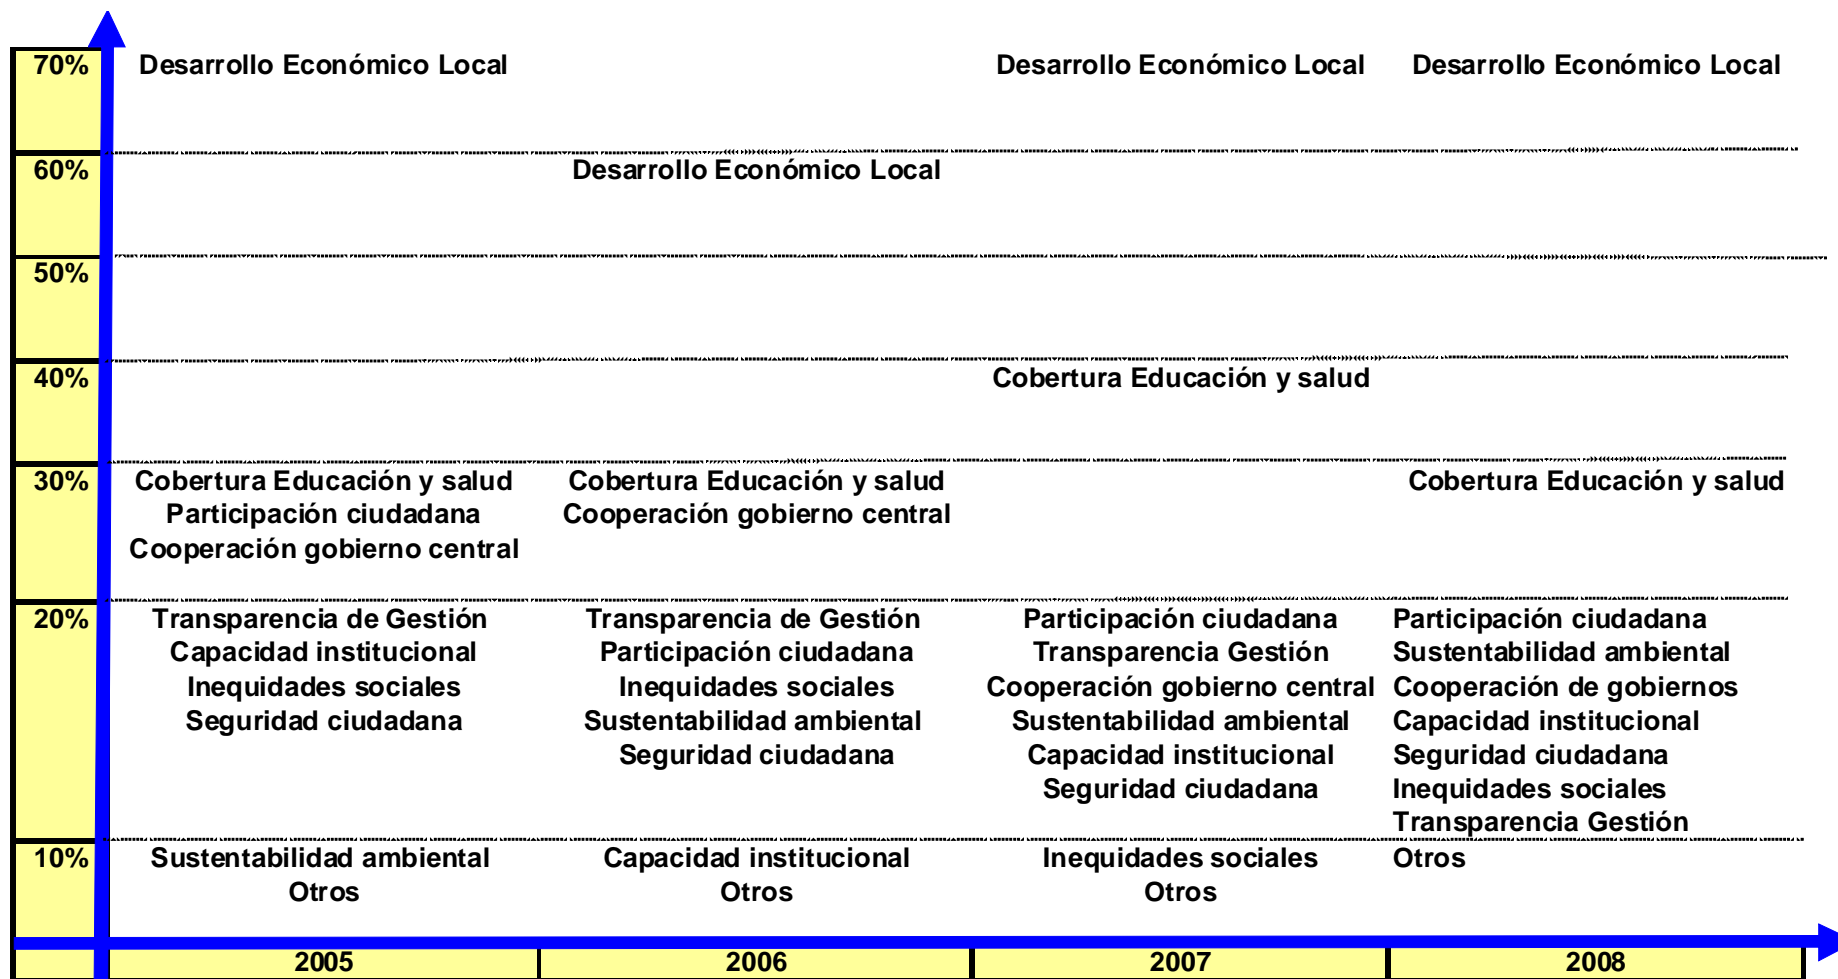 70% Desarrollo Económico Local Desarrollo Económico Local Desarrollo Económico Local
60% Desarrollo Económico Local
50%
40% Cobertura Educación y salud
30% Cobertura Educación y salud Cobertura Educación y salud Cobertura Educación y salud
Participación ciudadana Cooperación gobierno central
Cooperación gobierno central
20% Transparencia de Gestión Transparencia de Gestión Participación ciudadana Participación ciudadana
Capacidad institucional Participación ciudadana Transparencia Gestión Sustentabilidad ambiental
Inequidades sociales Inequidades sociales Cooperación gobierno central Cooperación de gobiernos
Seguridad ciudadana Sustentabilidad ambiental Sustentabilidad ambiental Capacidad institucional
Seguridad ciudadana Capacidad institucional Seguridad ciudadana
Seguridad ciudadana Inequidades sociales
Transparencia Gestión
10% Sustentabilidad ambiental Capacidad institucional Inequidades sociales Otros
Otros Otros Otros
2005 2006 2007 2008